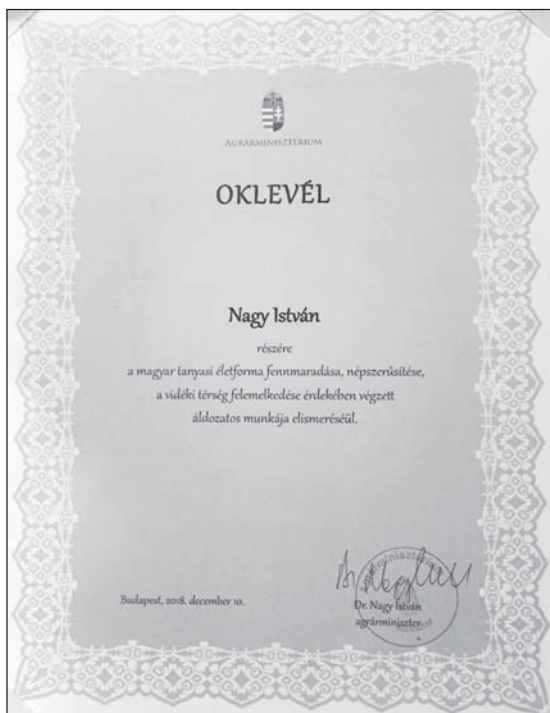 AGRÁRMINISZTÉRIUM
OKLEVÉL
Nagy István
részére
a magyar tanyasi életforma fennmaradása, népszerűsítése,
a vidéki térség felemelkedése érdekében végzett
áldozatos munkája elismeréséül.
Budapest, 2018. december 10.
Dr. Nagy István
agrárminiszter